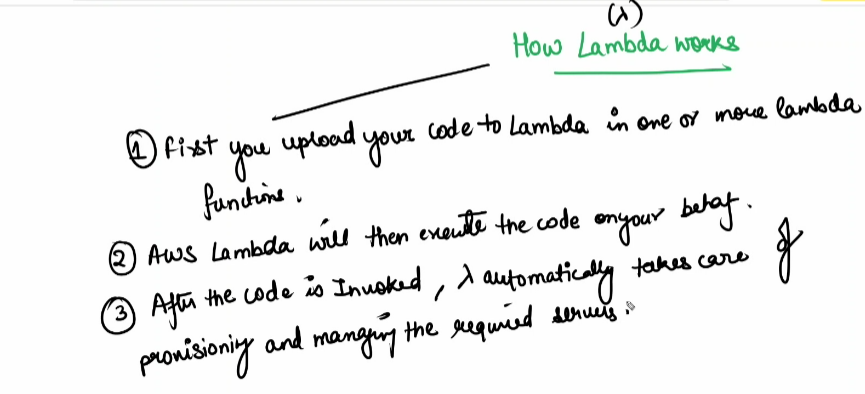 (λ)
How Lambda works
① first you upload your code to Lambda in one or more lambda
functions.
② AWS Lambda will then execute the code on your behaf.
③ After the code is Invoked, λ automatically takes care of
provisioning and managing the required servers.